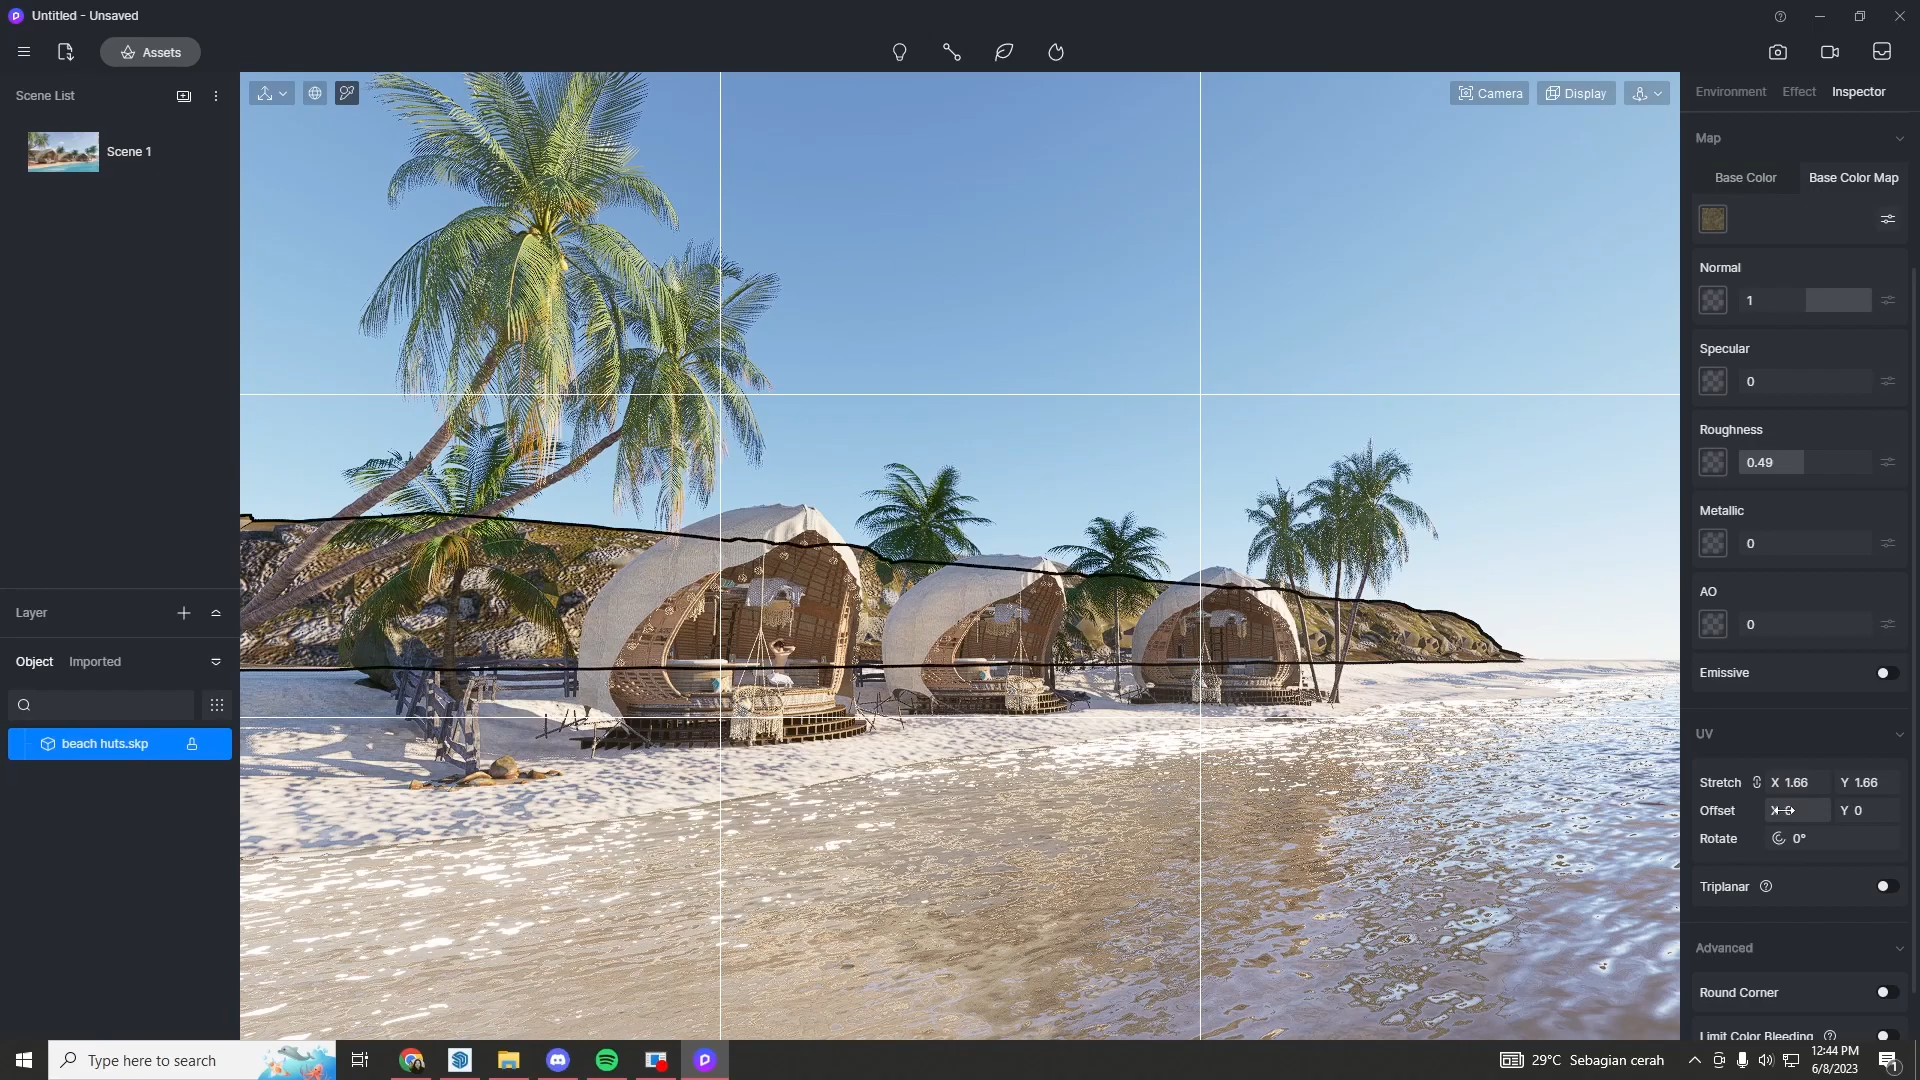 Untitled - Unsaved
Assets
Scene List
Scene 1
Layer
Object Imported
beach huts.skp
Camera Display
Environment Effect Inspector
Map
Base Color Base Color Map
Normal
1
Specular
0
Roughness
0.49
Metallic
0
AO
0
Emissive
UV
Stretch X 1.66 Y 1.66
Offset Y 0
Rotate 0°
Triplanar
Advanced
Round Corner
Limit Color Bleeding
Type here to search
29°C Sebagian cerah
12:44 PM
6/8/2023
1